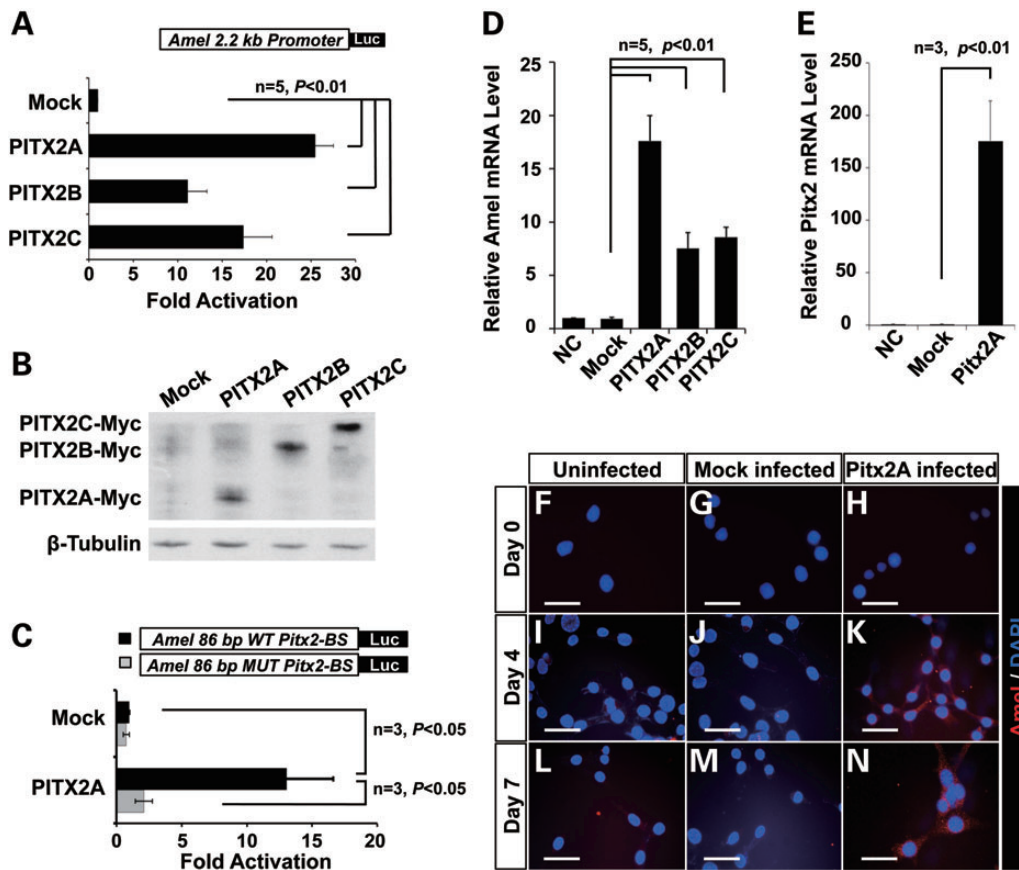 A
Amel 2.2 kb Promoter Luc
n=5, P<0.01
Mock
PITX2A
PITX2B
PITX2C
0 5 10 15 20 25 30
Fold Activation
B
Mock PITX2A PITX2B PITX2C
PITX2C-Myc
PITX2B-Myc
PITX2A-Myc
β-Tubulin
C
Amel 86 bp WT Pitx2-BS Luc
Amel 86 bp MUT Pitx2-BS Luc
Mock
n=3, P<0.05
PITX2A
n=3, P<0.05
0 5 10 15 20
Fold Activation
D
n=5, p<0.01
Relative Amel mRNA Level
25
20
15
10
5
0
NC Mock PITX2A PITX2B PITX2C
E
n=3, p<0.01
Relative Pitx2 mRNA Level
250
200
150
100
50
0
NC Mock Pitx2A
Uninfected Mock infected Pitx2A infected
Day 0
F G H
Day 4
I J K
Day 7
L M N
Amel / DAPI